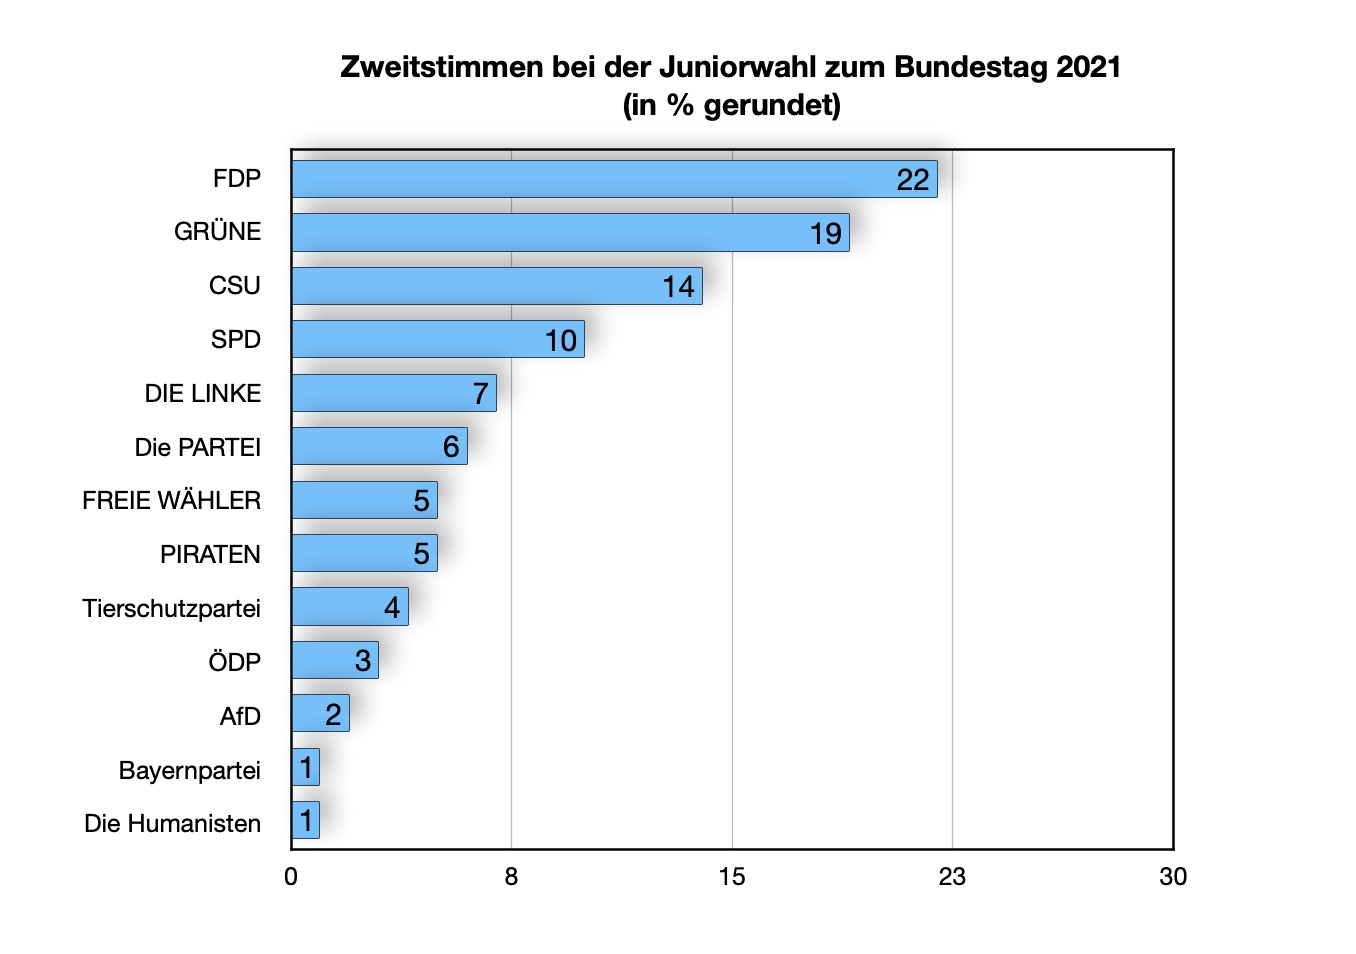 Zweitstimmen bei der Juniorwahl zum Bundestag 2021
(in % gerundet)
FDP 22
GRÜNE 19
CSU 14
SPD 10
DIE LINKE 7
Die PARTEI 6
FREIE WÄHLER 5
PIRATEN 5
Tierschutzpartei 4
ÖDP 3
AfD 2
Bayernpartei 1
Die Humanisten 1
0 8 15 23 30